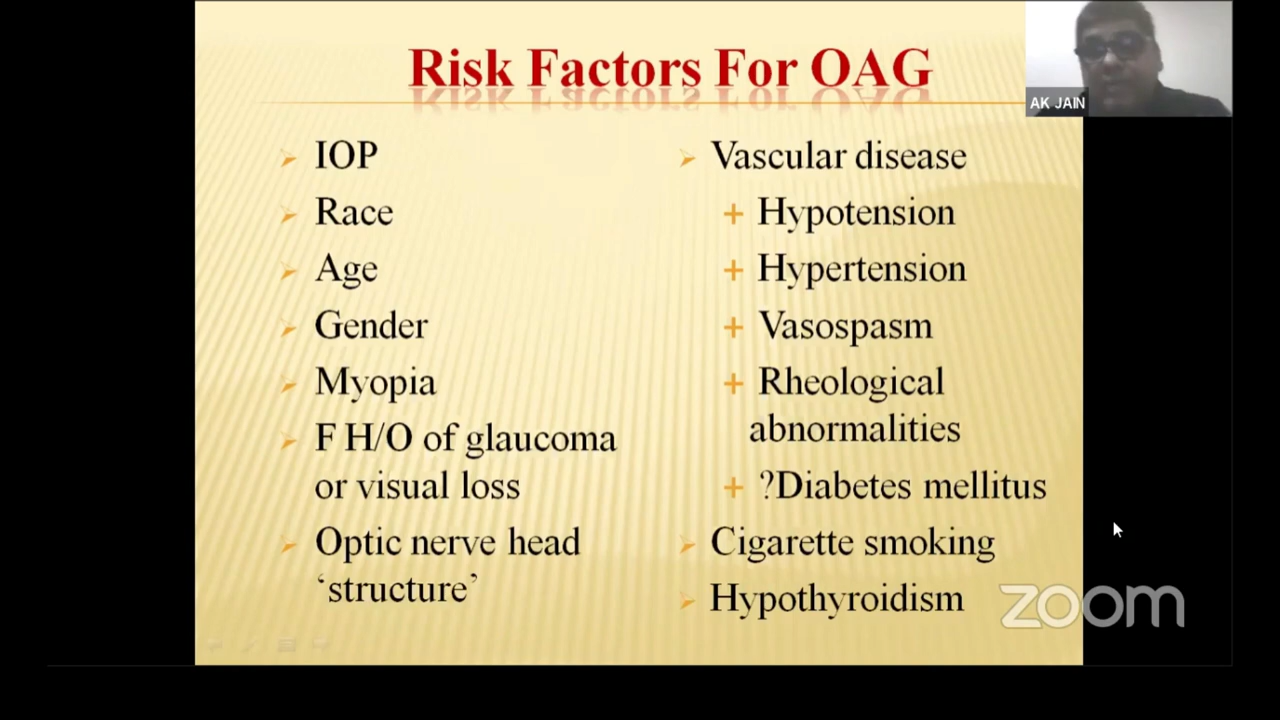 Risk Factors For OAG
AK JAIN
IOP
Race
Age
Gender
Myopia
F H/O of glaucoma
or visual loss
Optic nerve head
‘structure’
Vascular disease
Hypotension
Hypertension
Vasospasm
Rheological
abnormalities
?Diabetes mellitus
Cigarette smoking
Hypothyroidism
zoom